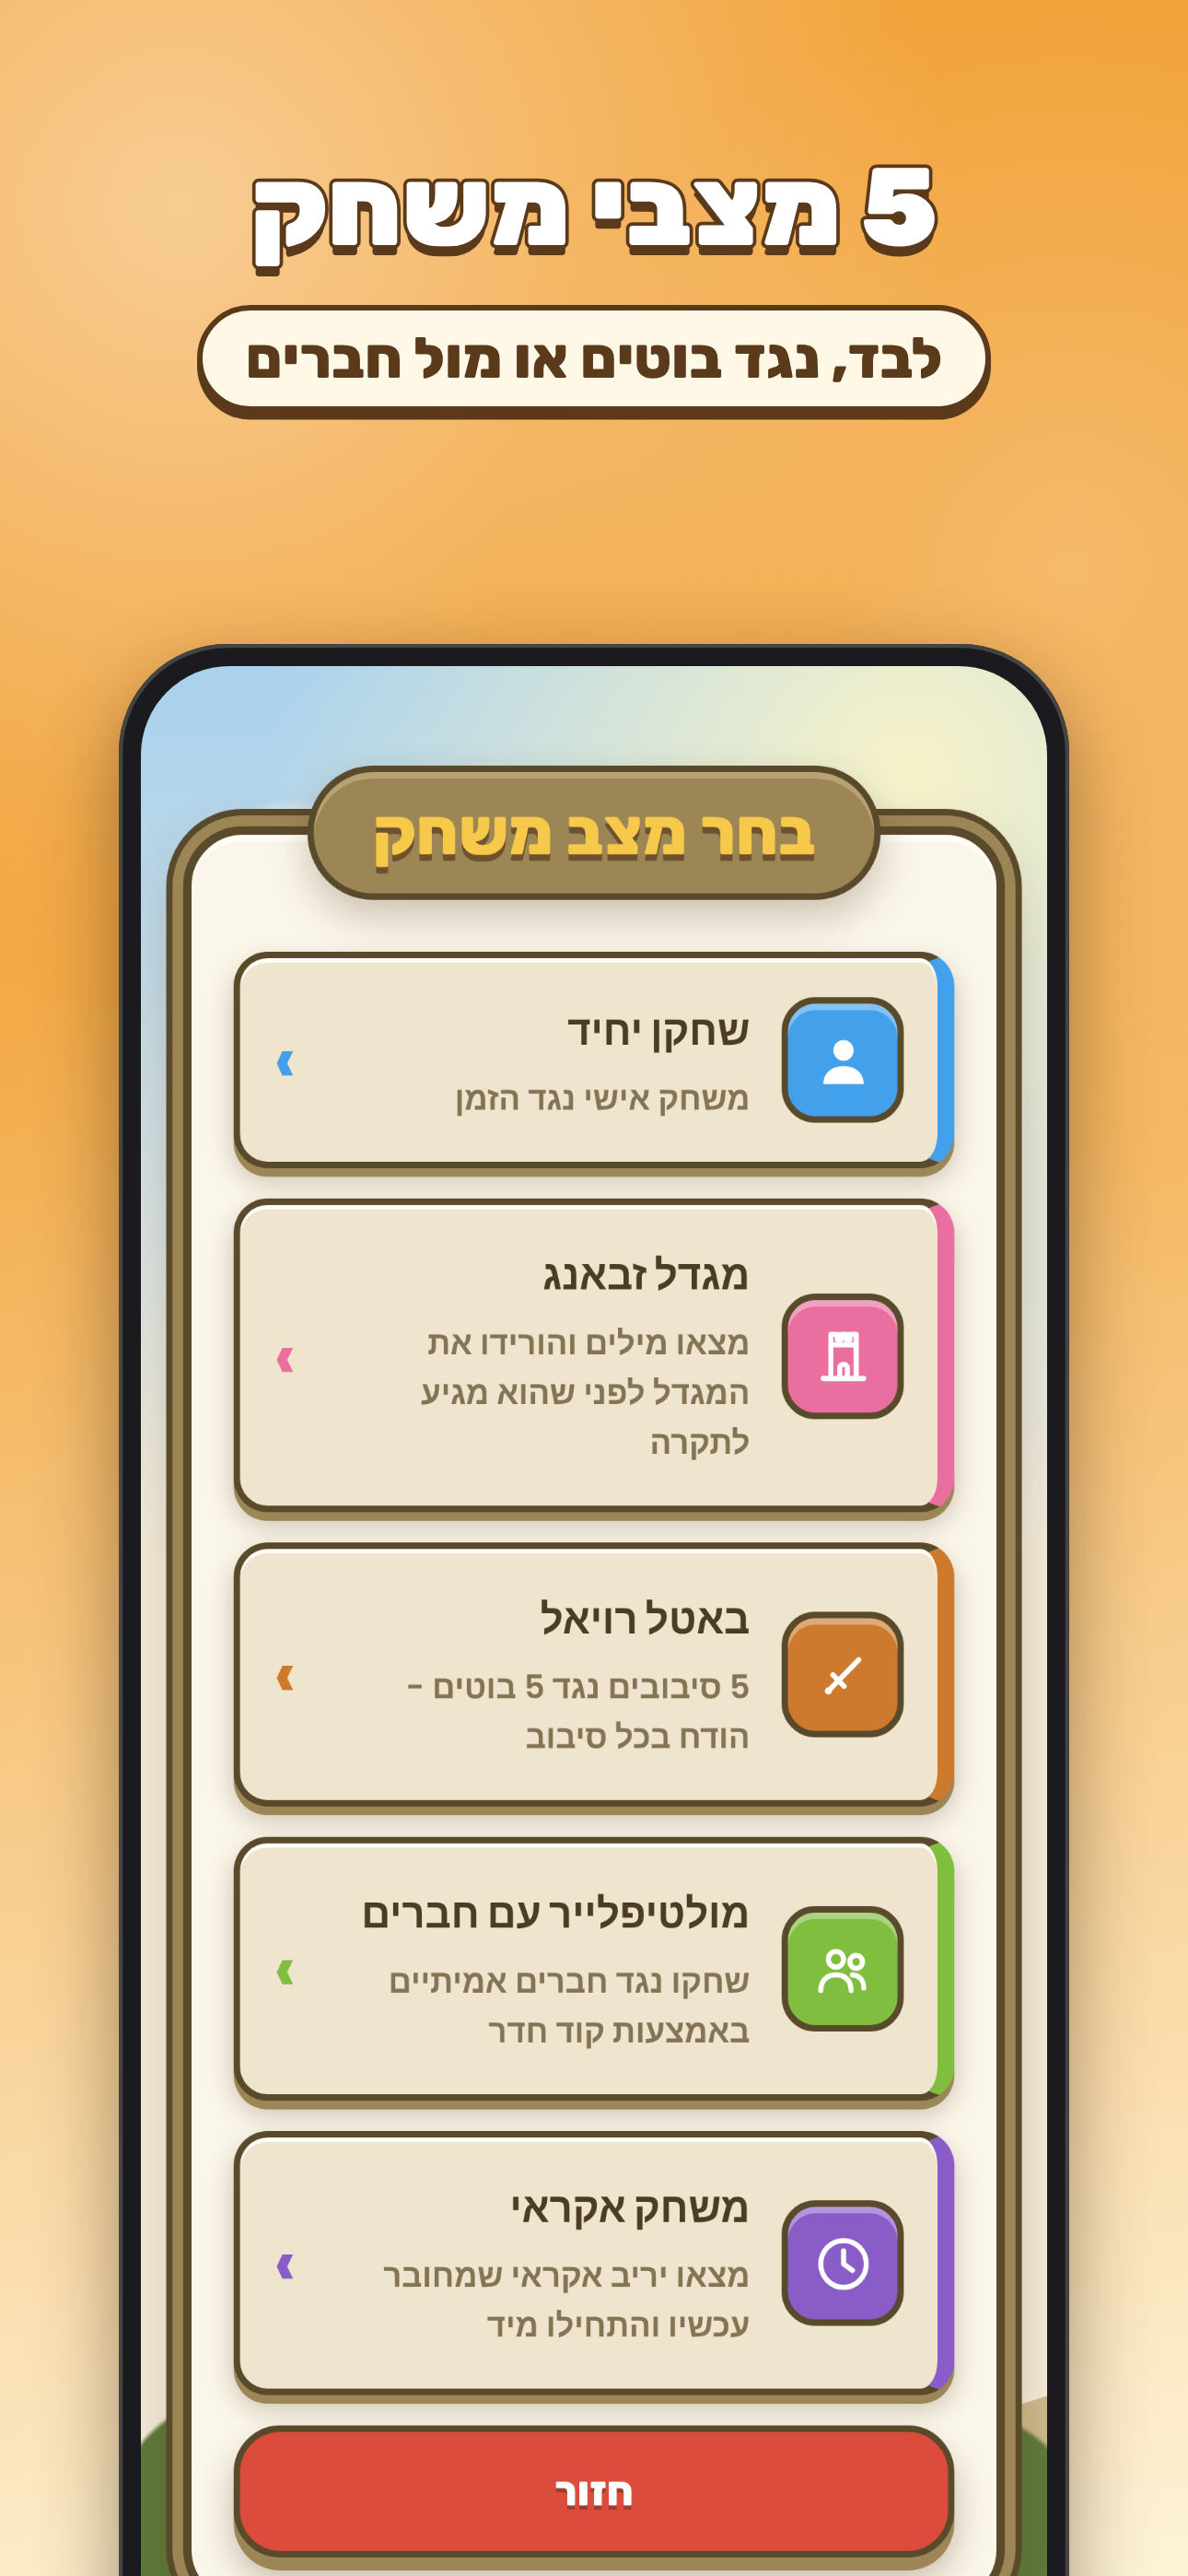 5 מצבי משחק
לבד, נגד בוטים או מול חברים
בחר מצב משחק
שחקן יחיד
משחק אישי נגד הזמן
מגדל זבאנג
מצאו מילים והורידו את
המגדל לפני שהוא מגיע
לתקרה
באטל רויאל
5 סיבובים נגד 5 בוטים -
הודח בכל סיבוב
מולטיפלייר עם חברים
שחקו נגד חברים אמיתיים
באמצעות קוד חדר
משחק אקראי
מצאו יריב אקראי שמחובר
עכשיו והתחילו מיד
חזור